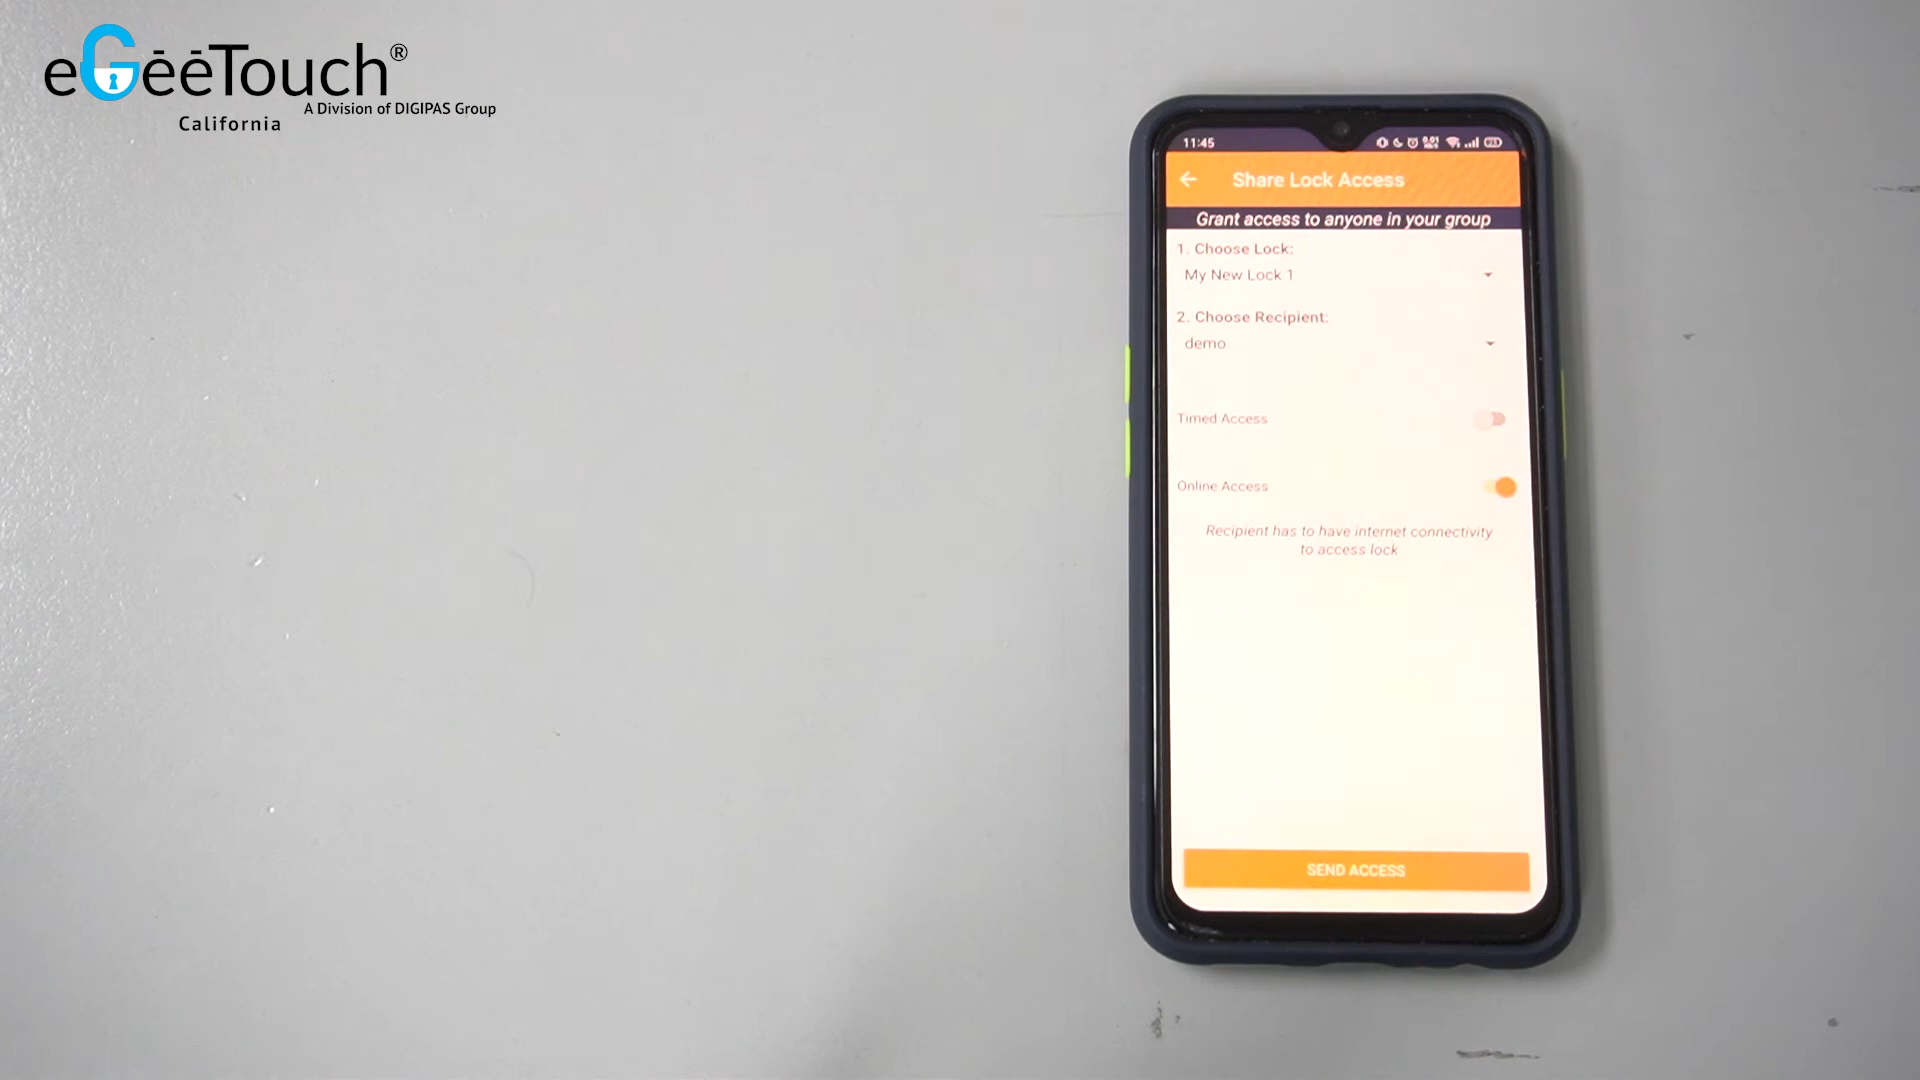 eGēēTouch®
A Division of DIGIPAS Group
California
11:45
Share Lock Access
Grant access to anyone in your group
1. Choose Lock:
My New Lock 1
2. Choose Recipient:
demo
Timed Access
Online Access
Recipient has to have internet connectivity
to access lock
SEND ACCESS